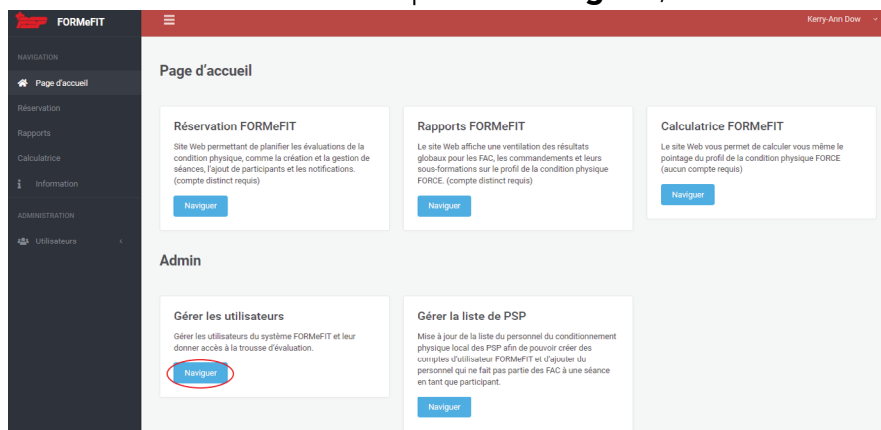 PSP FORMeFIT
Kerry-Ann Dow
NAVIGATION
Page d'accueil
Réservation
Rapports
Calculatrice
Information
ADMINISTRATION
Utilisateurs
Page d'accueil
Réservation FORMeFIT
Site Web permettant de planifier les évaluations de la
condition physique, comme la création et la gestion de
séances, l'ajout de participants et les notifications.
(compte distinct requis)
Naviguer
Rapports FORMeFIT
Le site Web affiche une ventilation des résultats
globaux pour les FAC, les commandements et leurs
sous-formations sur le profil de la condition physique
FORCE. (compte distinct requis)
Naviguer
Calculatrice FORMeFIT
Le site Web vous permet de calculer vous même le
pointage du profil de la condition physique FORCE
(aucun compte requis)
Naviguer
Admin
Gérer les utilisateurs
Gérer les utilisateurs du système FORMeFIT et leur
donner accès à la trousse d'évaluation.
Naviguer
Gérer la liste de PSP
Mise à jour de la liste du personnel du conditionnement
physique local des PSP afin de pouvoir créer des
comptes d'utilisateur FORMeFIT et d'ajouter du
personnel qui ne fait pas partie des FAC à une séance
en tant que participant.
Naviguer